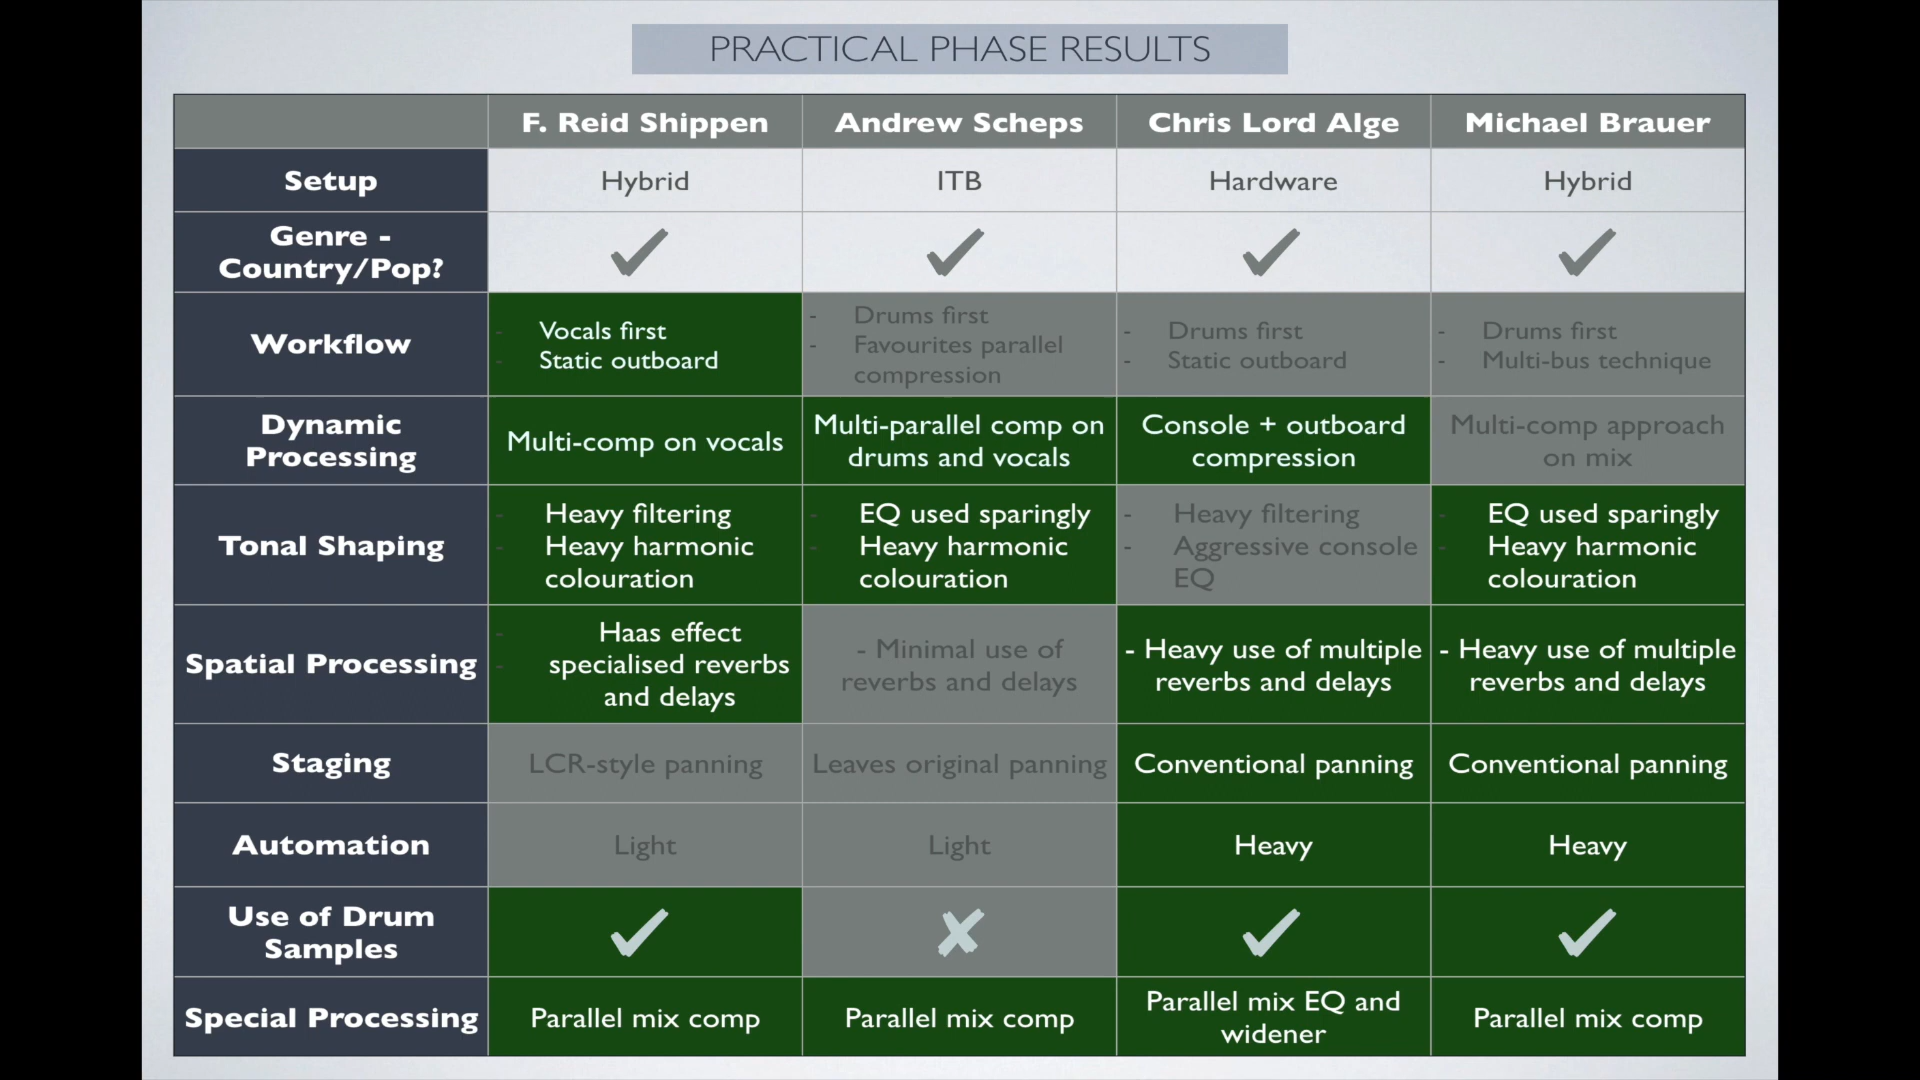 PRACTICAL PHASE RESULTS
F. Reid Shippen
Andrew Scheps
Chris Lord Alge
Michael Brauer
Setup
Hybrid
ITB
Hardware
Hybrid
Genre -
Country/Pop?
✔
✔
✔
✔
Workflow
- Vocals first
- Static outboard
- Drums first
- Favourites parallel
compression
- Drums first
- Static outboard
- Drums first
- Multi-bus technique
Dynamic
Processing
Multi-comp on vocals
Multi-parallel comp on
drums and vocals
Console + outboard
compression
Multi-comp approach
on mix
Tonal Shaping
- Heavy filtering
- Heavy harmonic
colouration
- EQ used sparingly
- Heavy harmonic
colouration
- Heavy filtering
- Aggressive console
EQ
- EQ used sparingly
- Heavy harmonic
colouration
Spatial Processing
- Haas effect
- specialised reverbs
and delays
- Minimal use of
reverbs and delays
- Heavy use of multiple
reverbs and delays
- Heavy use of multiple
reverbs and delays
Staging
LCR-style panning
Leaves original panning
Conventional panning
Conventional panning
Automation
Light
Light
Heavy
Heavy
Use of Drum
Samples
✔
✘
✔
✔
Special Processing
Parallel mix comp
Parallel mix comp
Parallel mix EQ and
widener
Parallel mix comp